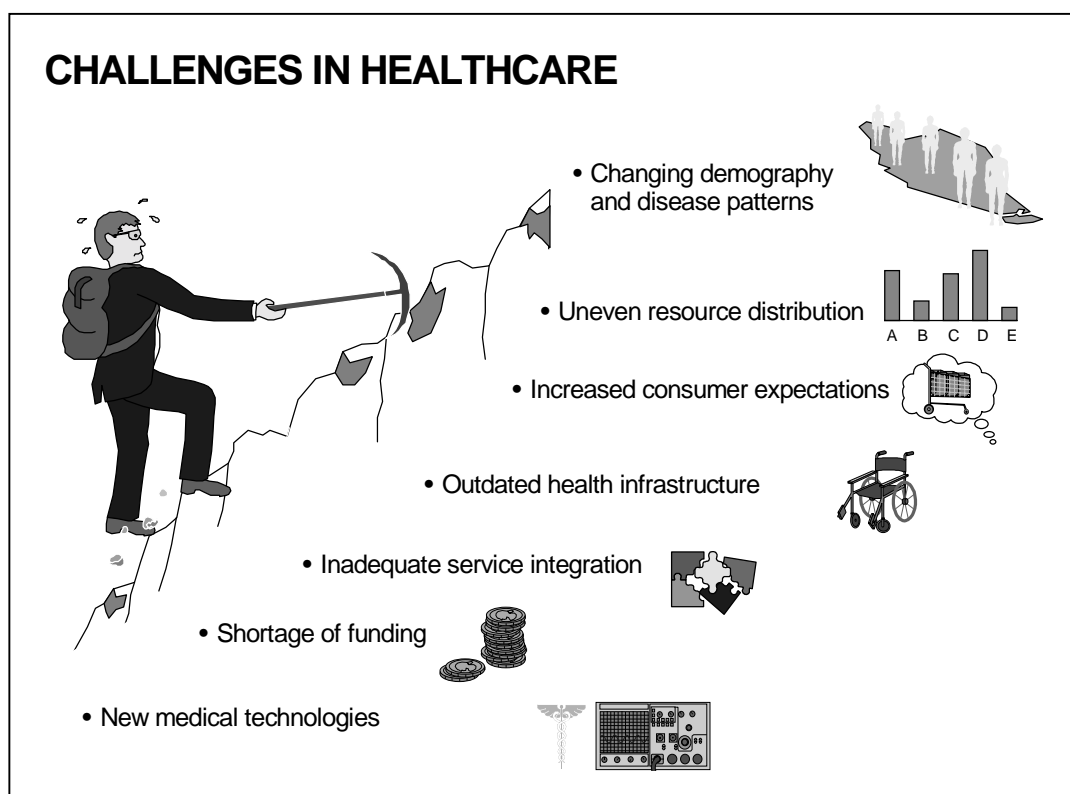 CHALLENGES IN HEALTHCARE
• Changing demography
and disease patterns
• Uneven resource distribution
A B C D E
• Increased consumer expectations
• Outdated health infrastructure
• Inadequate service integration
• Shortage of funding
• New medical technologies